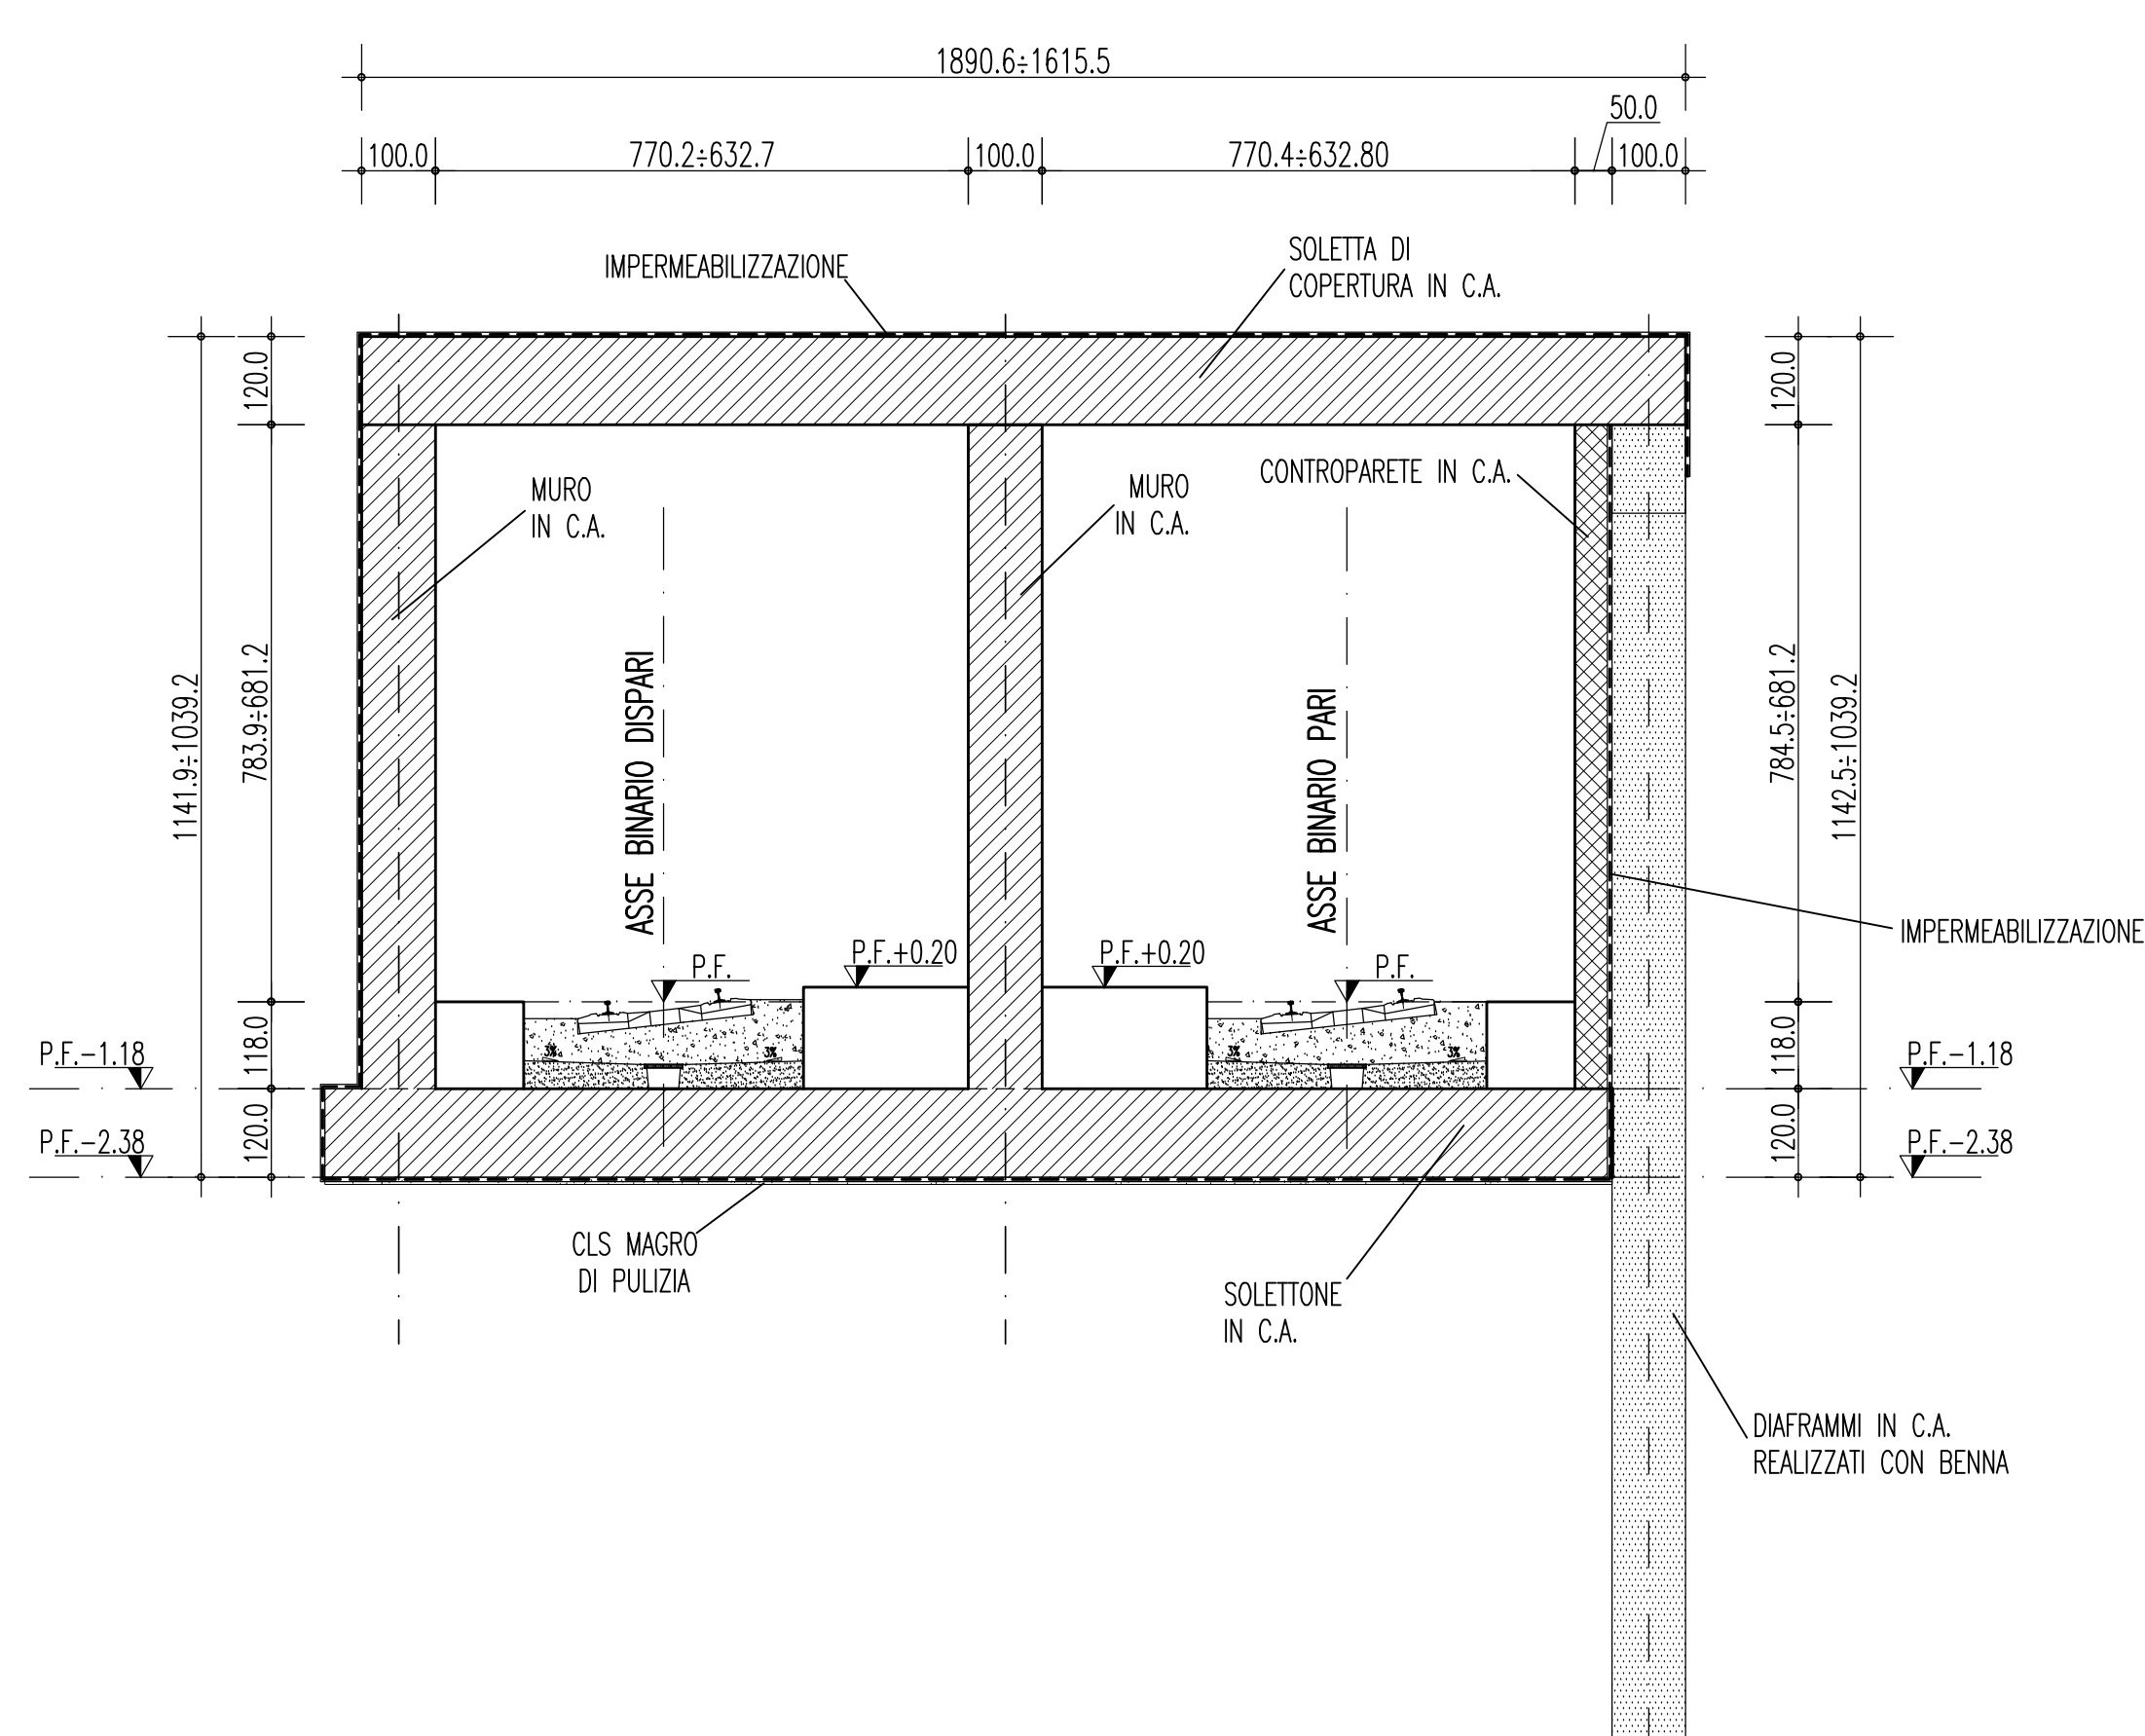 1890.6÷1615.5
50.0
100.0
770.2÷632.7
100.0
770.4÷632.80
100.0
IMPERMEABILIZZAZIONE
SOLETTA DI
COPERTURA IN C.A.
120.0
120.0
MURO
IN C.A.
MURO
IN C.A.
CONTROPARETE IN C.A.
1141.9÷1039.2
783.9÷681.2
ASSE BINARIO DISPARI
ASSE BINARIO PARI
784.5÷681.2
1142.5÷1039.2
IMPERMEABILIZZAZIONE
P.F.
P.F.+0.20
P.F.+0.20
P.F.
P.F.-1.18
118.0
3%
3%
3%
3%
118.0
P.F.-1.18
P.F.-2.38
120.0
120.0
P.F.-2.38
CLS MAGRO
DI PULIZIA
SOLETTONE
IN C.A.
DIAFRAMMI IN C.A.
REALIZZATI CON BENNA